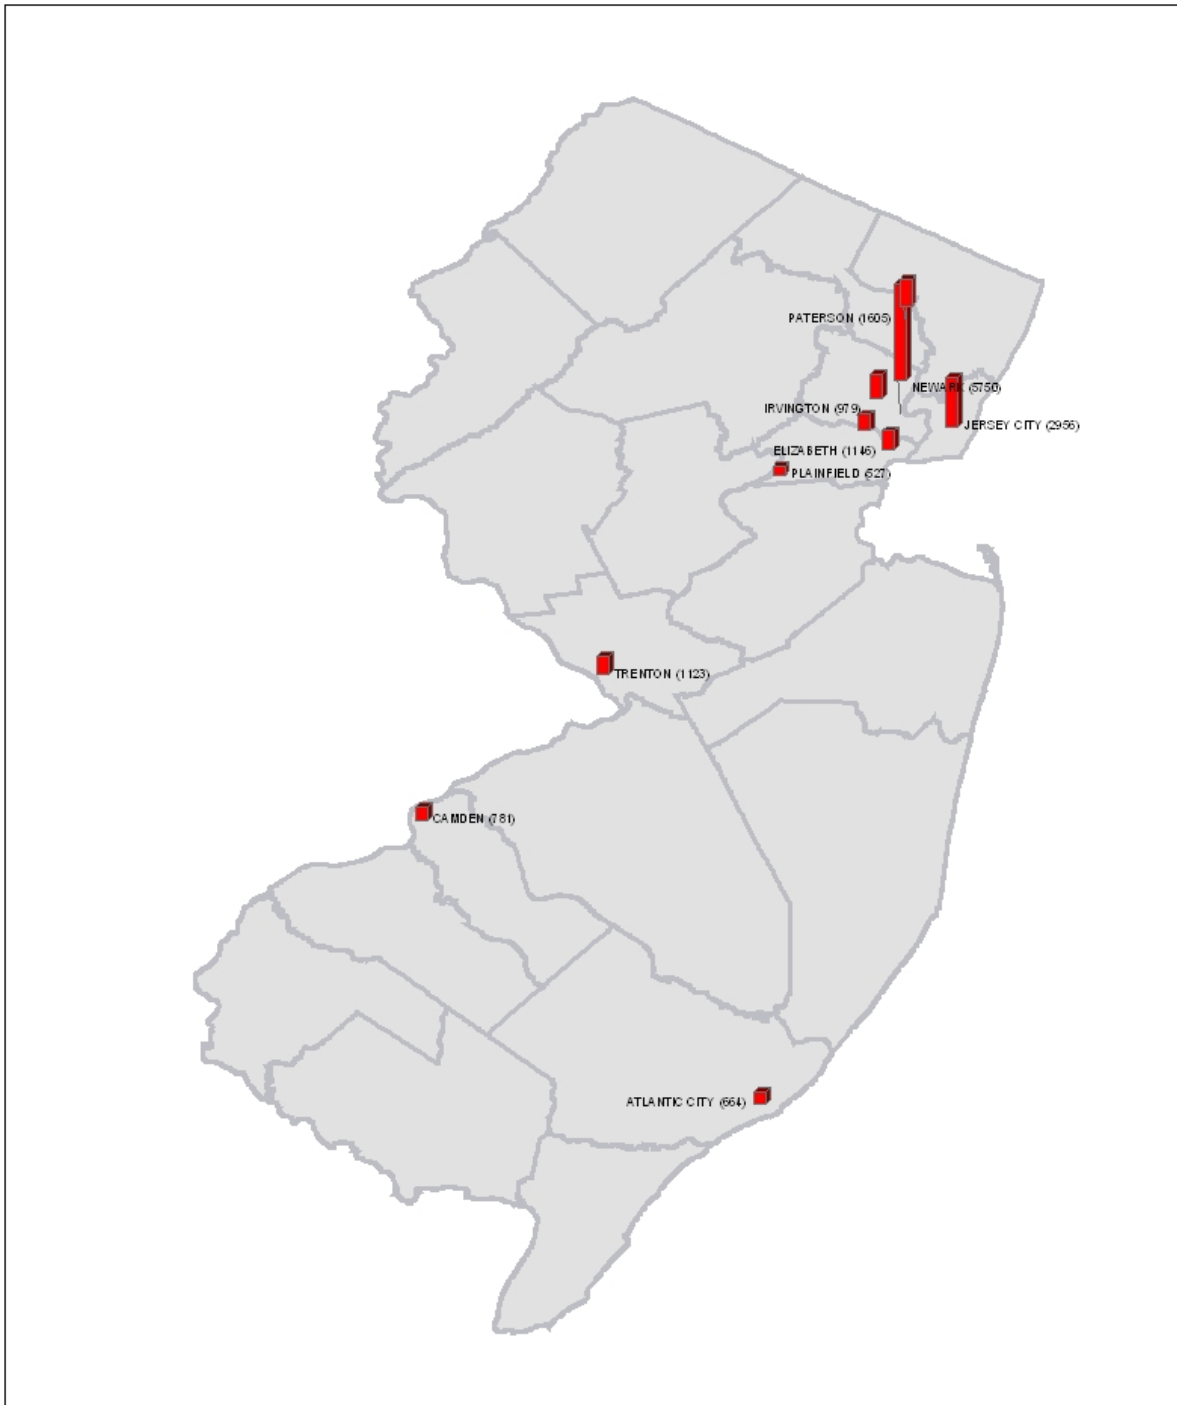 PATERSON (1605)
NEWARK (5750)
IRVINGTON (979)
JERSEY CITY (2956)
ELIZABETH (1146)
PLAINFIELD (527)
TRENTON (1123)
CAMDEN (781)
ATLANTIC CITY (664)